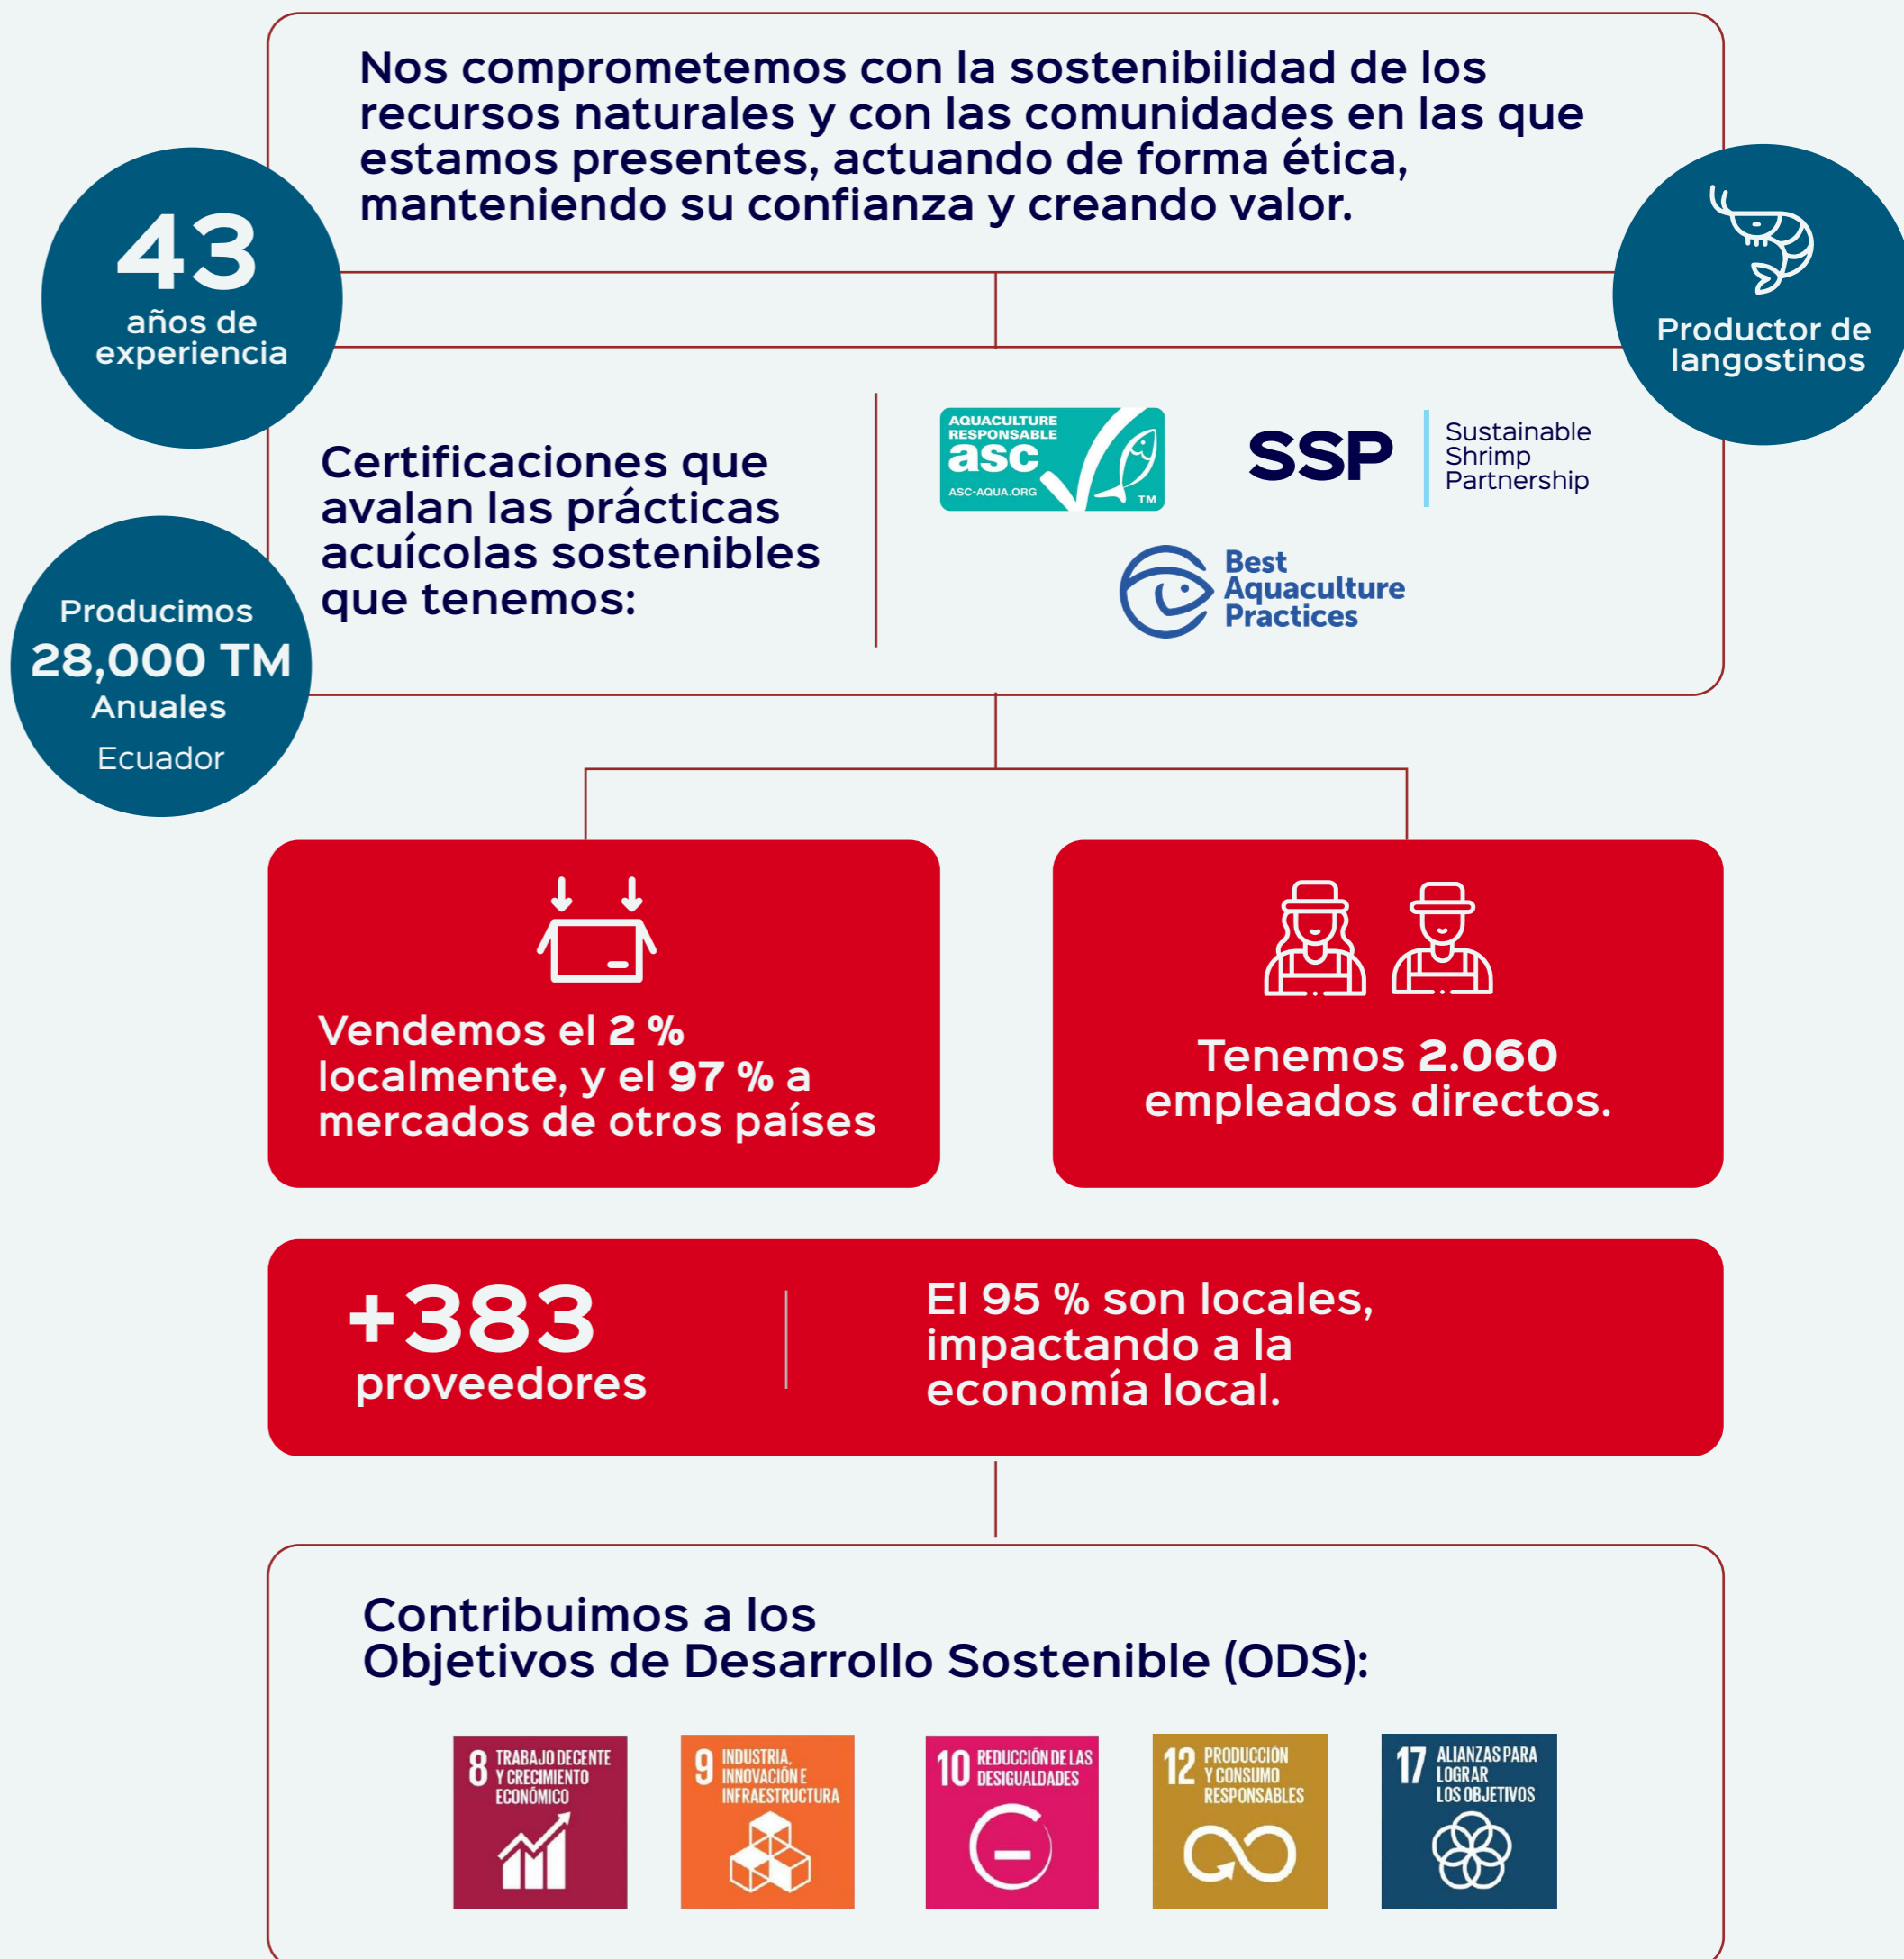 Nos comprometemos con la sostenibilidad de los
recursos naturales y con las comunidades en las que
estamos presentes, actuando de forma ética,
manteniendo su confianza y creando valor.
43
años de
experiencia
Productor de
langostinos
Certificaciones que
avalan las prácticas
acuícolas sostenibles
que tenemos:
AQUACULTURE
RESPONSABLE
asc
ASC-AQUA.ORG
TM
SSP
Sustainable
Shrimp
Partnership
Best
Aquaculture
Practices
Producimos
28,000 TM
Anuales
Ecuador
Vendemos el 2 %
localmente, y el 97 % a
mercados de otros países
Tenemos 2.060
empleados directos.
+383
proveedores
El 95 % son locales,
impactando a la
economía local.
Contribuimos a los
Objetivos de Desarrollo Sostenible (ODS):
8 TRABAJO DECENTE
Y CRECIMIENTO
ECONÓMICO
9 INDUSTRIA,
INNOVACIÓN E
INFRAESTRUCTURA
10 REDUCCIÓN DE LAS
DESIGUALDADES
12 PRODUCCIÓN
Y CONSUMO
RESPONSABLES
17 ALIANZAS PARA
LOGRAR
LOS OBJETIVOS